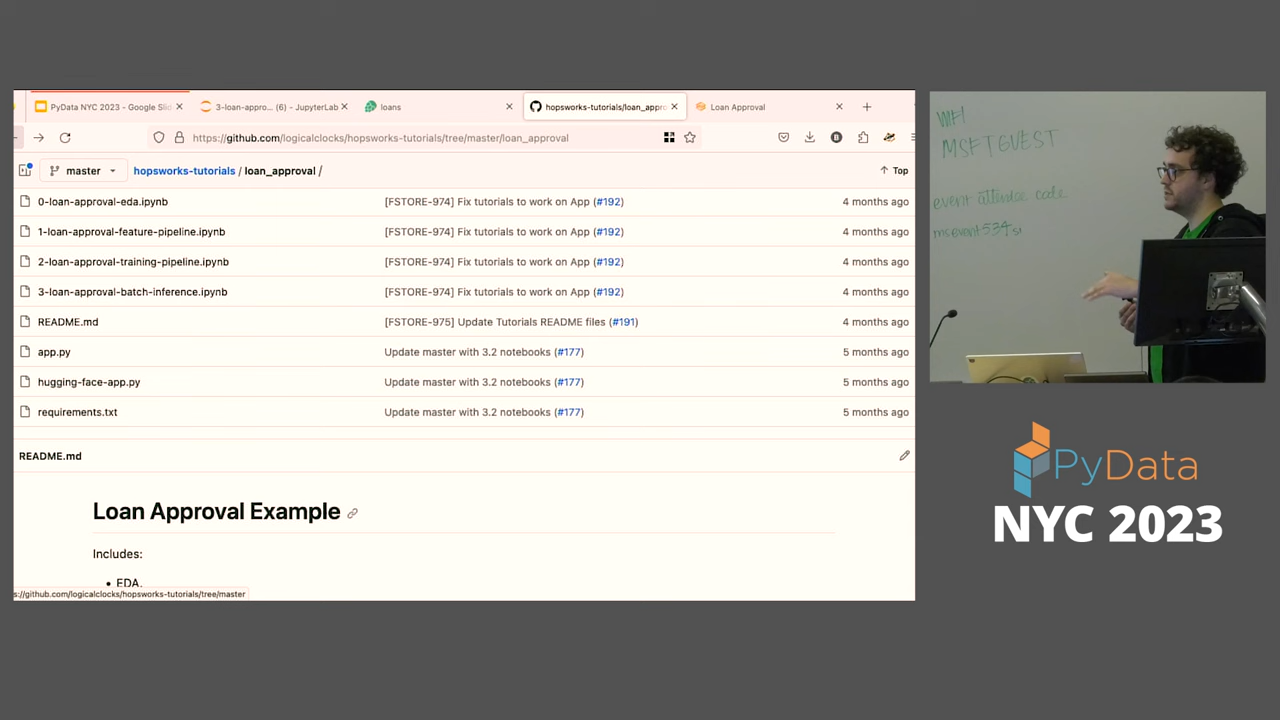 PyData NYC 2023 - Google Slid
3-loan-appro... (6) - JupyterLab
loans
hopsworks-tutorials/loan_appro
Loan Approval
https://github.com/logicalclocks/hopsworks-tutorials/tree/master/loan_approval
master
hopsworks-tutorials / loan_approval /
Top
0-loan-approval-eda.ipynb [FSTORE-974] Fix tutorials to work on App (#192) 4 months ago
1-loan-approval-feature-pipeline.ipynb [FSTORE-974] Fix tutorials to work on App (#192) 4 months ago
2-loan-approval-training-pipeline.ipynb [FSTORE-974] Fix tutorials to work on App (#192) 4 months ago
3-loan-approval-batch-inference.ipynb [FSTORE-974] Fix tutorials to work on App (#192) 4 months ago
README.md [FSTORE-975] Update Tutorials README files (#191) 4 months ago
app.py Update master with 3.2 notebooks (#177) 5 months ago
hugging-face-app.py Update master with 3.2 notebooks (#177) 5 months ago
requirements.txt Update master with 3.2 notebooks (#177) 5 months ago
README.md
Loan Approval Example
Includes:
• EDA.
s://github.com/logicalclocks/hopsworks-tutorials/tree/master
MSFTGUEST
event attendee code
msevent534
PyData
NYC 2023